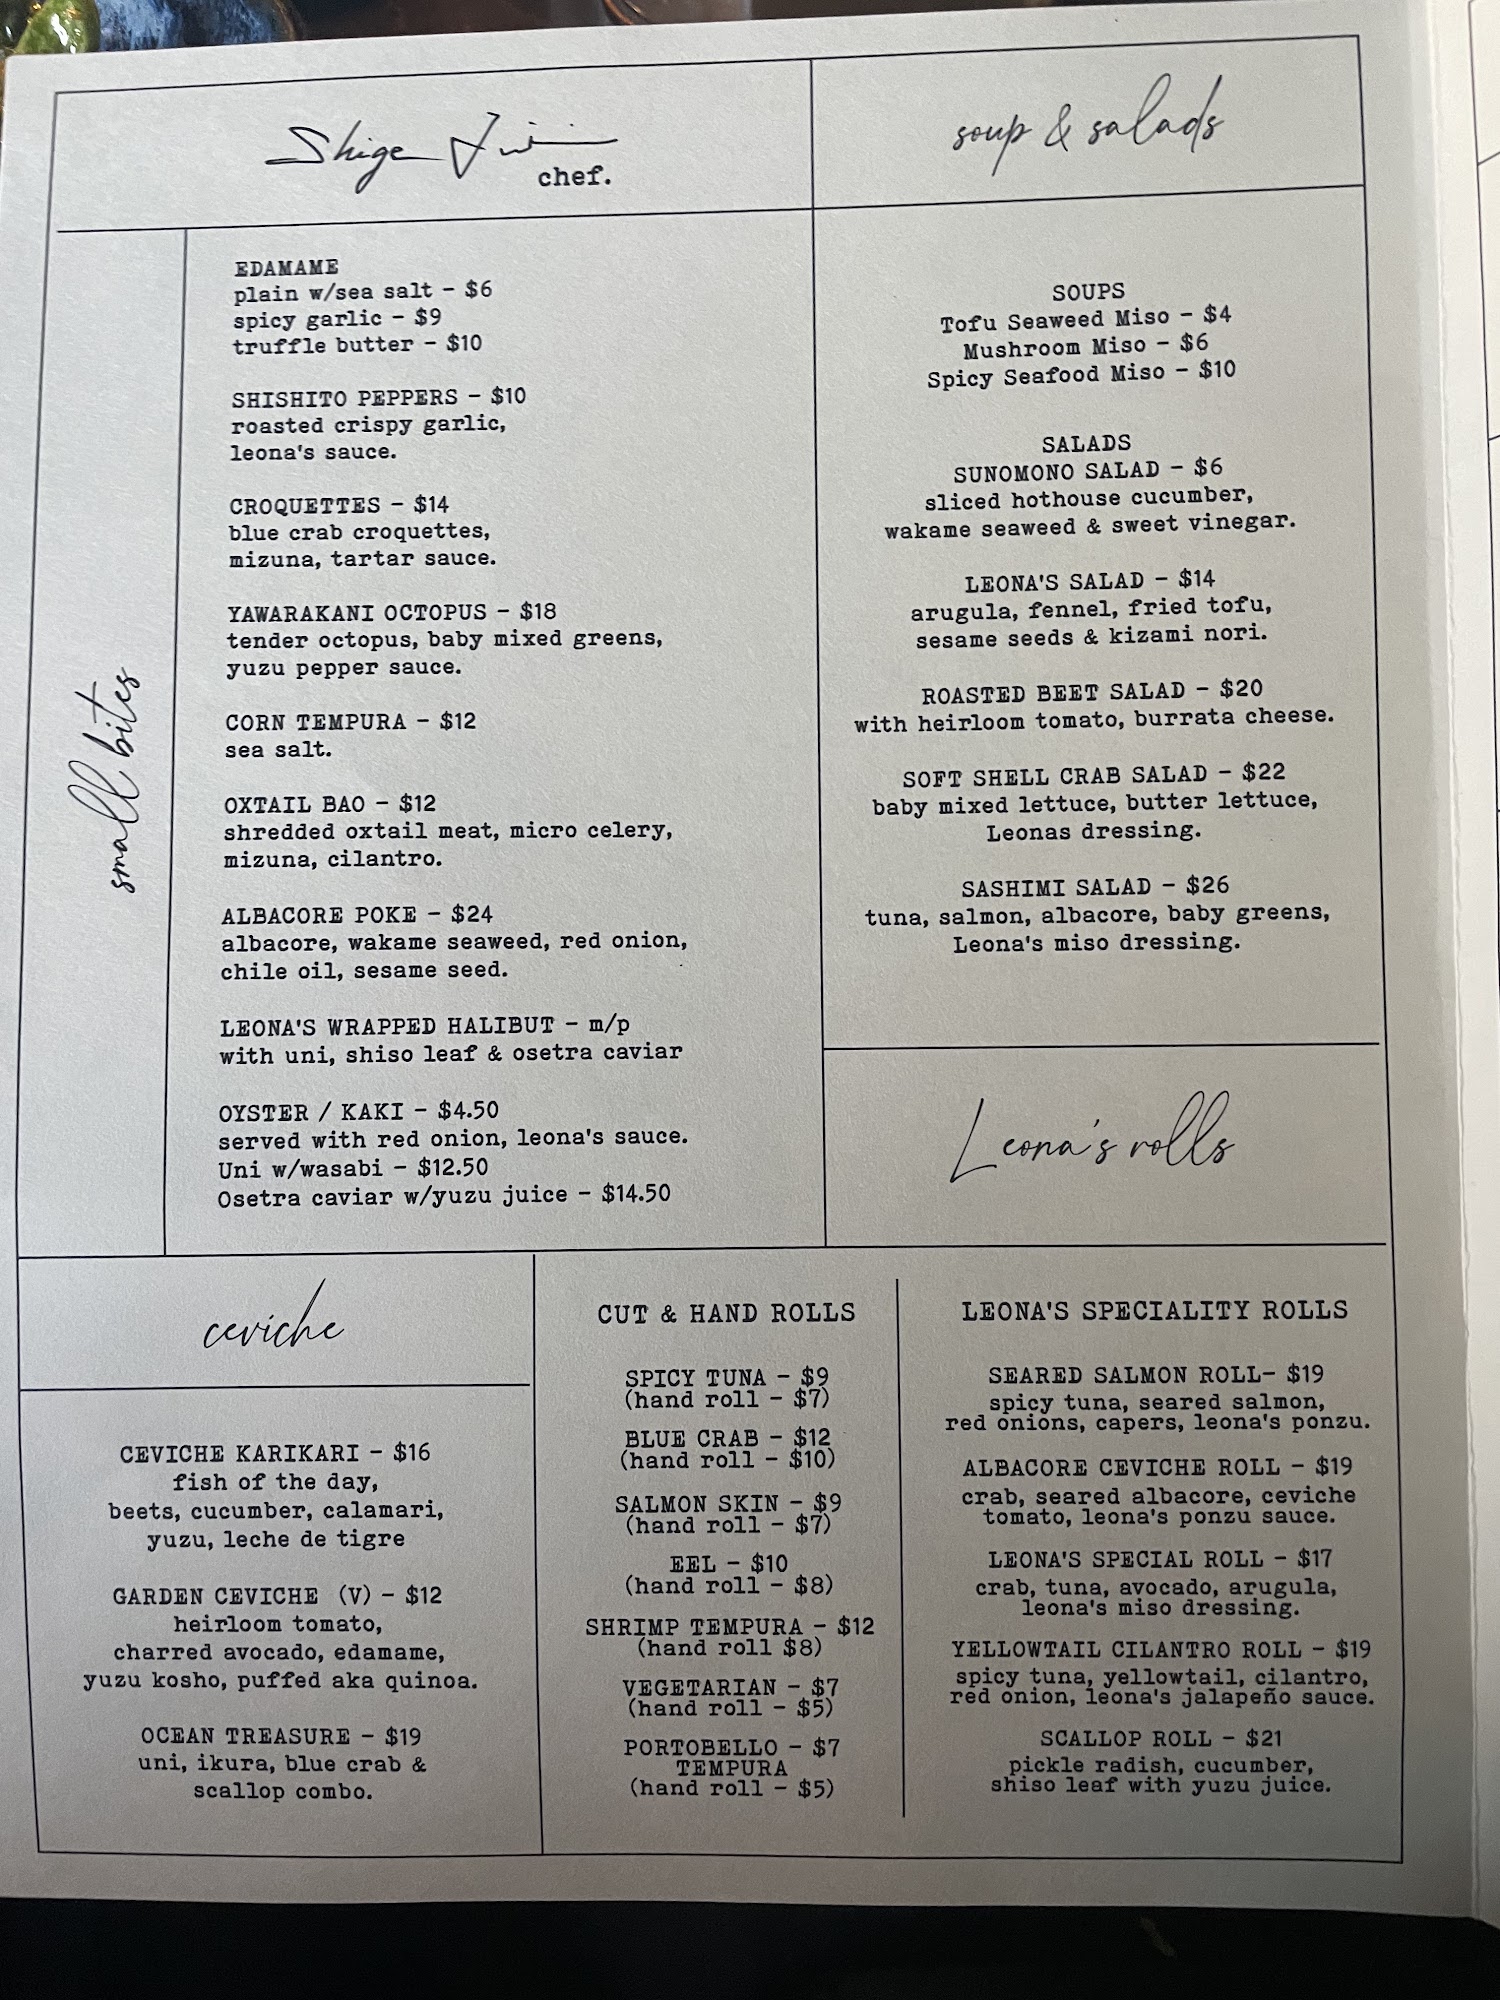 Shige
chef.
small bites
EDAMAME
plain w/sea salt - $6
spicy garlic - $9
truffle butter - $10
SHISHITO PEPPERS - $10
roasted crispy garlic,
leona's sauce.
CROQUETTES - $14
blue crab croquettes,
mizuna, tartar sauce.
YAWARAKANI OCTOPUS - $18
tender octopus, baby mixed greens,
yuzu pepper sauce.
CORN TEMPURA - $12
sea salt.
OXTAIL BAO - $12
shredded oxtail meat, micro celery,
mizuna, cilantro.
ALBACORE POKE - $24
albacore, wakame seaweed, red onion,
chile oil, sesame seed.
LEONA'S WRAPPED HALIBUT - m/p
with uni, shiso leaf & osetra caviar
OYSTER / KAKI - $4.50
served with red onion, leona's sauce.
Uni w/wasabi - $12.50
Osetra caviar w/yuzu juice - $14.50
soup & salads
SOUPS
Tofu Seaweed Miso - $4
Mushroom Miso - $6
Spicy Seafood Miso - $10
SALADS
SUNOMONO SALAD - $6
sliced hothouse cucumber,
wakame seaweed & sweet vinegar.
LEONA'S SALAD - $14
arugula, fennel, fried tofu,
sesame seeds & kizami nori.
ROASTED BEET SALAD - $20
with heirloom tomato, burrata cheese.
SOFT SHELL CRAB SALAD - $22
baby mixed lettuce, butter lettuce,
Leonas dressing.
SASHIMI SALAD - $26
tuna, salmon, albacore, baby greens,
Leona's miso dressing.
ceviche
CEVICHE KARIKARI - $16
fish of the day,
beets, cucumber, calamari,
yuzu, leche de tigre
GARDEN CEVICHE (V) - $12
heirloom tomato,
charred avocado, edamame,
yuzu kosho, puffed aka quinoa.
OCEAN TREASURE - $19
uni, ikura, blue crab &
scallop combo.
Leona's rolls
CUT & HAND ROLLS
SPICY TUNA - $9
(hand roll - $7)
BLUE CRAB - $12
(hand roll - $10)
SALMON SKIN - $9
(hand roll - $7)
EEL - $10
(hand roll - $8)
SHRIMP TEMPURA - $12
(hand roll $8)
VEGETARIAN - $7
(hand roll - $5)
PORTOBELLO - $7
TEMPURA
(hand roll - $5)
LEONA'S SPECIALITY ROLLS
SEARED SALMON ROLL- $19
spicy tuna, seared salmon,
red onions, capers, leona's ponzu.
ALBACORE CEVICHE ROLL - $19
crab, seared albacore, ceviche
tomato, leona's ponzu sauce.
LEONA'S SPECIAL ROLL - $17
crab, tuna, avocado, arugula,
leona's miso dressing.
YELLOWTAIL CILANTRO ROLL - $19
spicy tuna, yellowtail, cilantro,
red onion, leona's jalapeño sauce.
SCALLOP ROLL - $21
pickle radish, cucumber,
shiso leaf with yuzu juice.